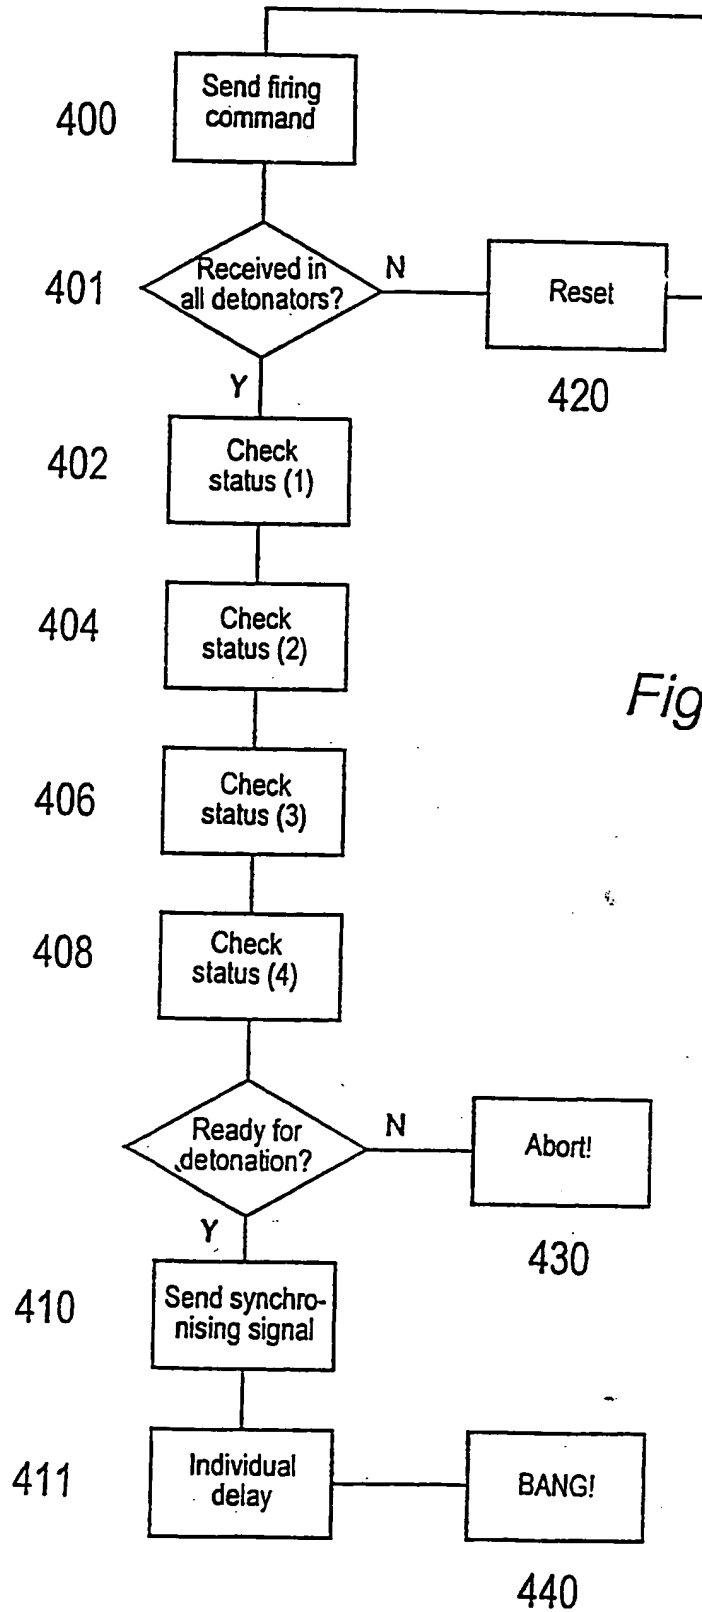 400
Send firing
command
401
Received in
all detonators?
N
Reset
420
Y
402
Check
status (1)
404
Check
status (2)
Fig
406
Check
status (3)
408
Check
status (4)
Ready for
detonation?
N
Abort!
430
Y
410
Send synchro-
nising signal
411
Individual
delay
BANG!
440